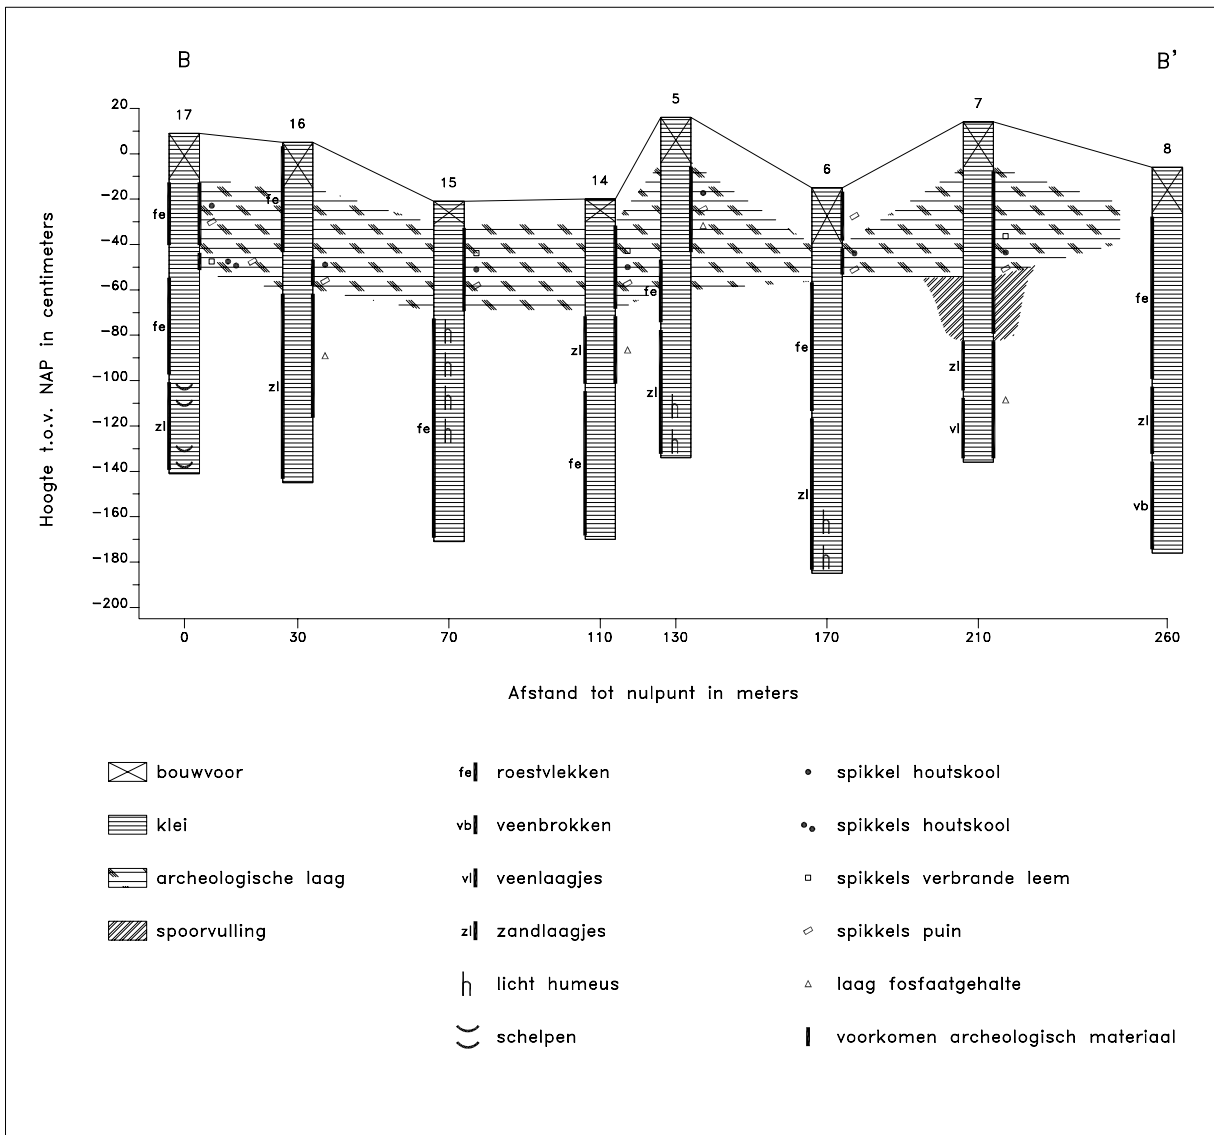 B B'
17 16 15 14 5 6 7 8
20
0
-20
-40
-60
-80
-100
-120
-140
-160
-180
-200
Hoogte t.o.v. NAP in centimeters
fe fe
fe
zl
zl
h
h
h
h
fe
zl
fe
fe
zl
h
h
fe
zl
h
h
zl
vl
fe
zl
vb
0 30 70 110 130 170 210 260
Afstand tot nulpunt in meters
bouwvoor
klei
archeologische laag
spoorvulling
fe roestvlekken
vb veenbrokken
vl veenlaagjes
zl zandlaagjes
h licht humeus
schelpen
spikkel houtskool
spikkels houtskool
spikkels verbrande leem
spikkels puin
laag fosfaatgehalte
voorkomen archeologisch materiaal